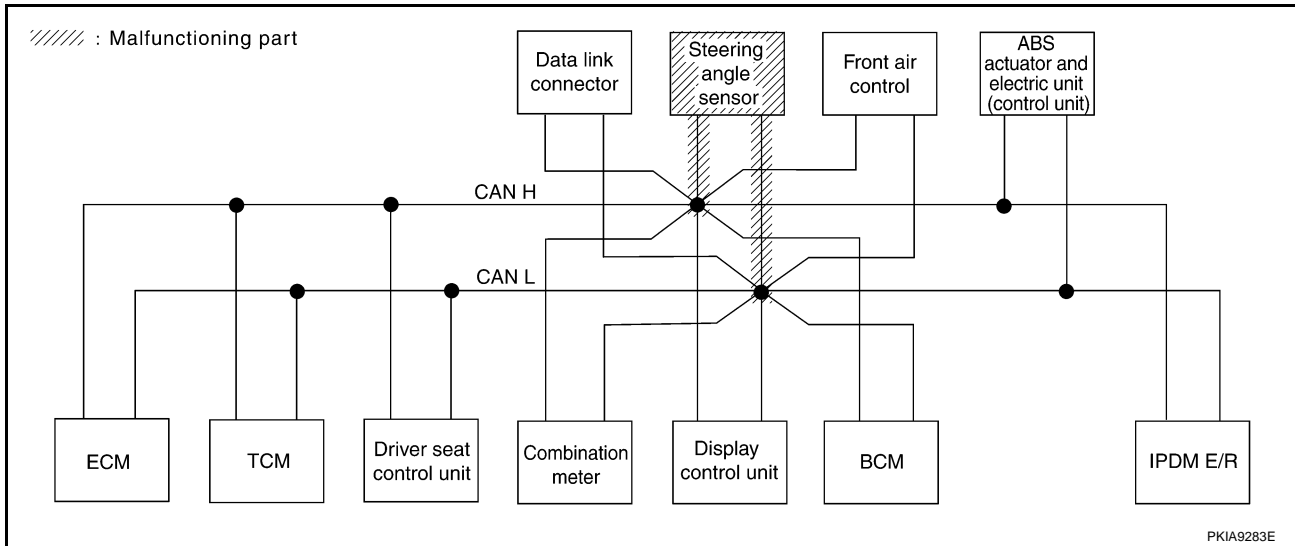 : Malfunctioning part
Data link
connector
Steering
angle
sensor
Front air
control
ABS
actuator and
electric unit
(control unit)
CAN H
CAN L
ECM
TCM
Driver seat
control unit
Combination
meter
Display
control unit
BCM
IPDM E/R
PKIA9283E